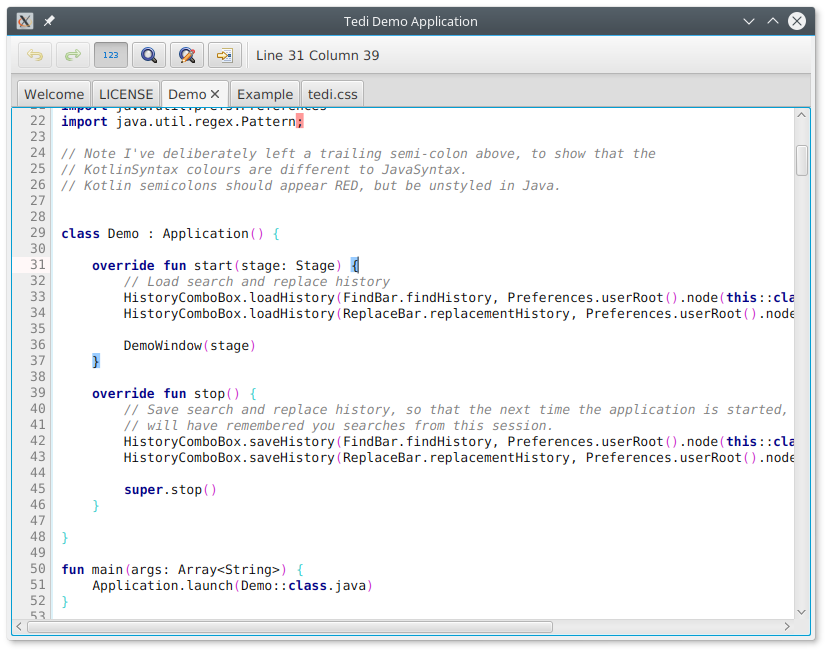 Tedi Demo Application
123 Line 31 Column 39
Welcome LICENSE Demo Example tedi.css
21 import java.util.prefs.Preferences
22 import java.util.regex.Pattern;
23
24 // Note I've deliberately left a trailing semi-colon above, to show that the
25 // KotlinSyntax colours are different to JavaSyntax.
26 // Kotlin semicolons should appear RED, but be unstyled in Java.
27
28
29 class Demo : Application() {
30
31 override fun start(stage: Stage) {
32 // Load search and replace history
33 HistoryComboBox.loadHistory(FindBar.findHistory, Preferences.userRoot().node(this::cla
34 HistoryComboBox.loadHistory(ReplaceBar.replacementHistory, Preferences.userRoot().node
35
36 DemoWindow(stage)
37 }
38
39 override fun stop() {
40 // Save search and replace history, so that the next time the application is started,
41 // will have remembered you searches from this session.
42 HistoryComboBox.saveHistory(FindBar.findHistory, Preferences.userRoot().node(this::cla
43 HistoryComboBox.saveHistory(ReplaceBar.replacementHistory, Preferences.userRoot().node
44
45 super.stop()
46 }
47
48 }
49
50 fun main(args: Array<String>) {
51 Application.launch(Demo::class.java)
52 }
53